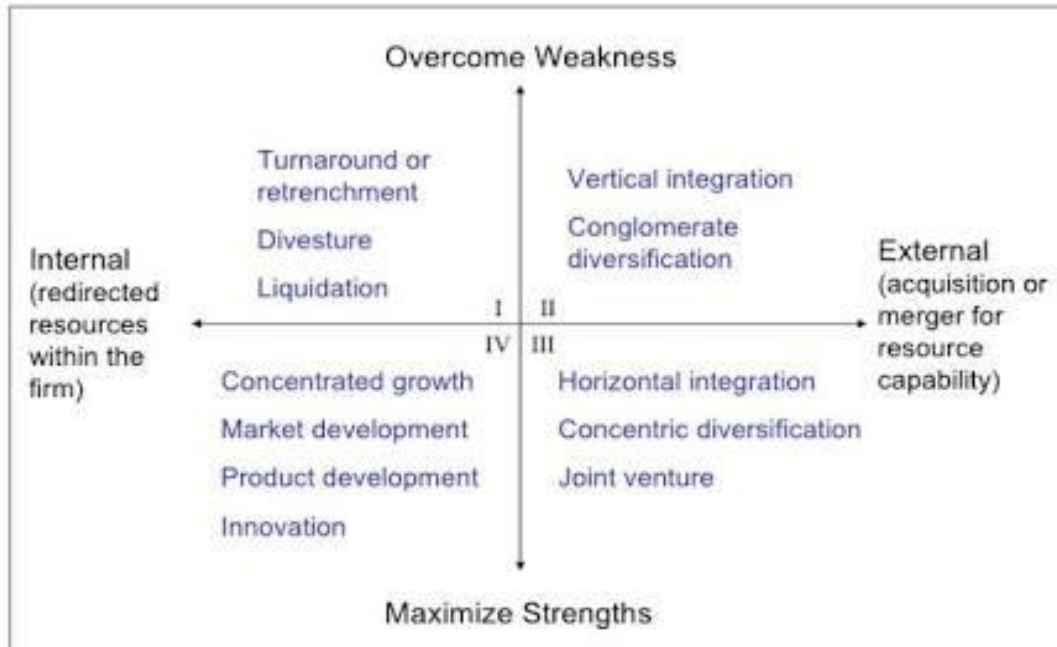 Overcome Weakness
Turnaround or
retrenchment
Divesture
Liquidation
Vertical integration
Conglomerate
diversification
Internal
(redirected
resources
within the
firm)
External
(acquisition or
merger for
resource
capability)
I II
IV III
Concentrated growth
Market development
Product development
Innovation
Horizontal integration
Concentric diversification
Joint venture
Maximize Strengths